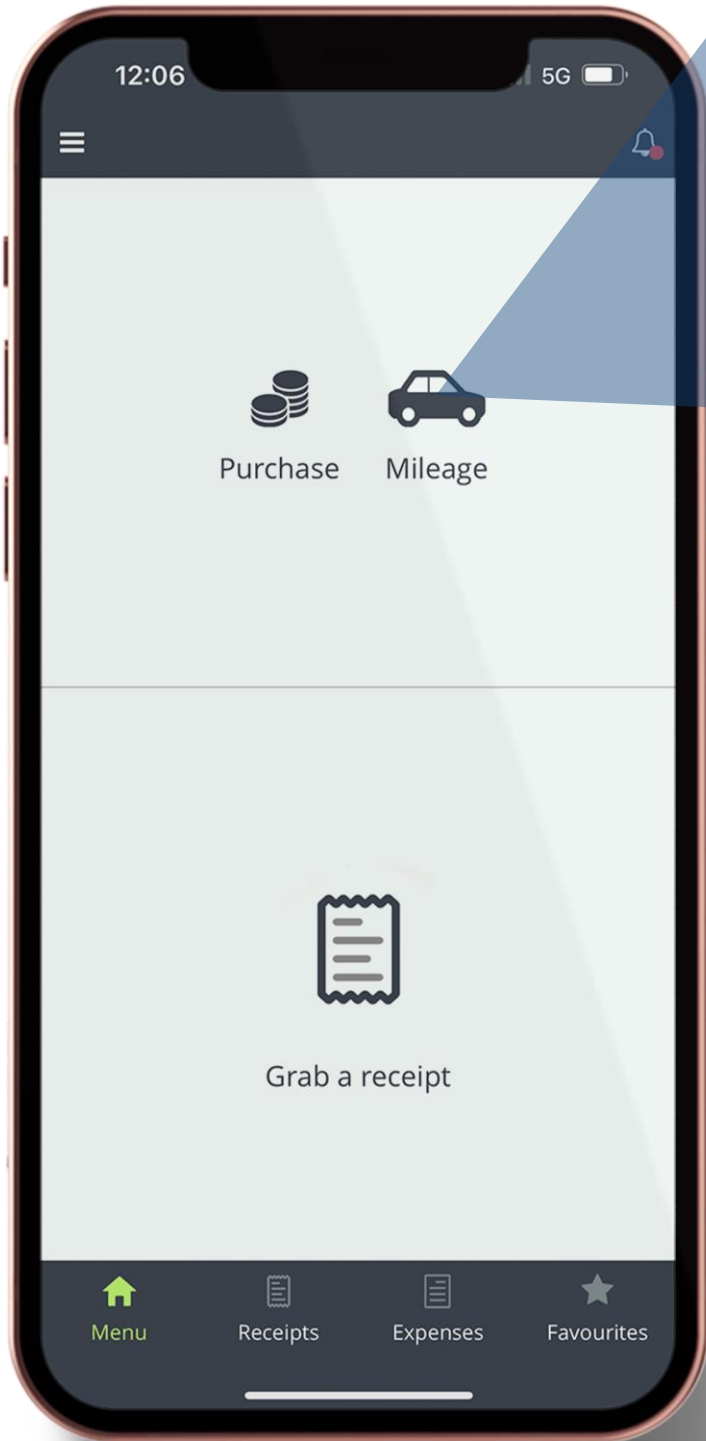 12:06 5G
Purchase Mileage
Grab a receipt
Menu Receipts Expenses Favourites